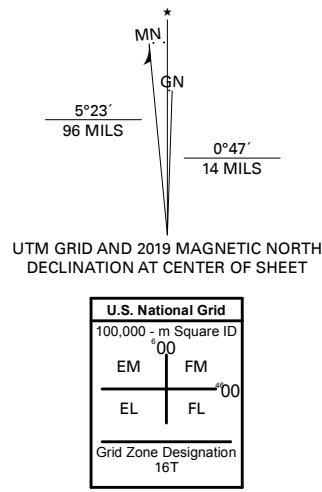 ★
MN
GN
5°23´
96 MILS
0°47´
14 MILS
UTM GRID AND 2019 MAGNETIC NORTH
DECLINATION AT CENTER OF SHEET
U.S. National Grid
100,000 - m Square ID
⁶00
EM FM
⁴⁶00
EL FL
Grid Zone Designation
16T